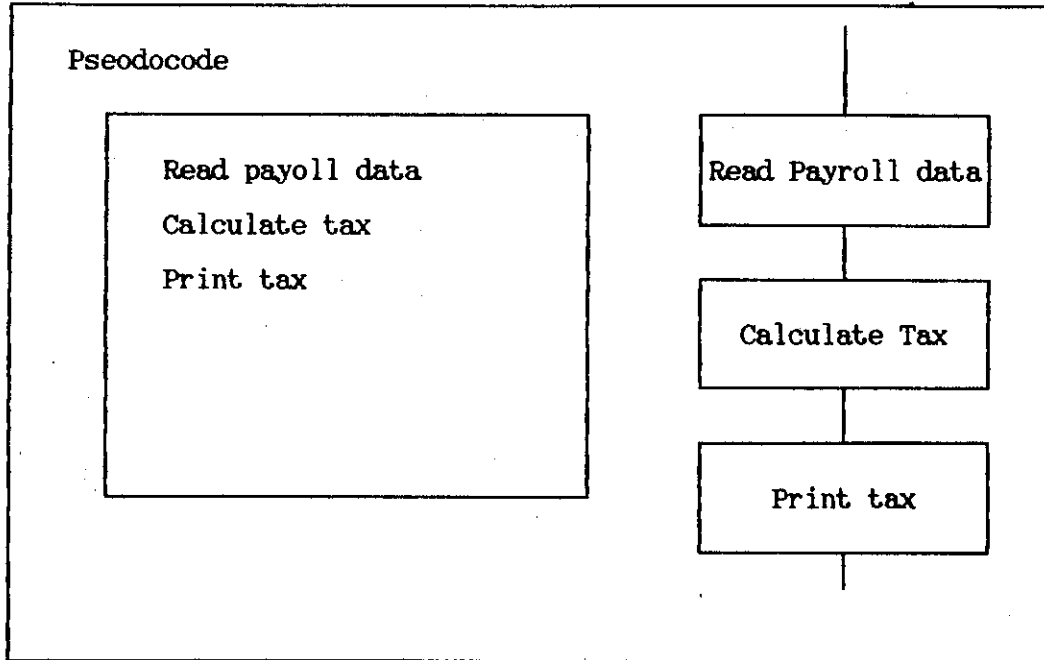 Pseodocode
Read payoll data
Calculate tax
Print tax
Read Payroll data
Calculate Tax
Print tax